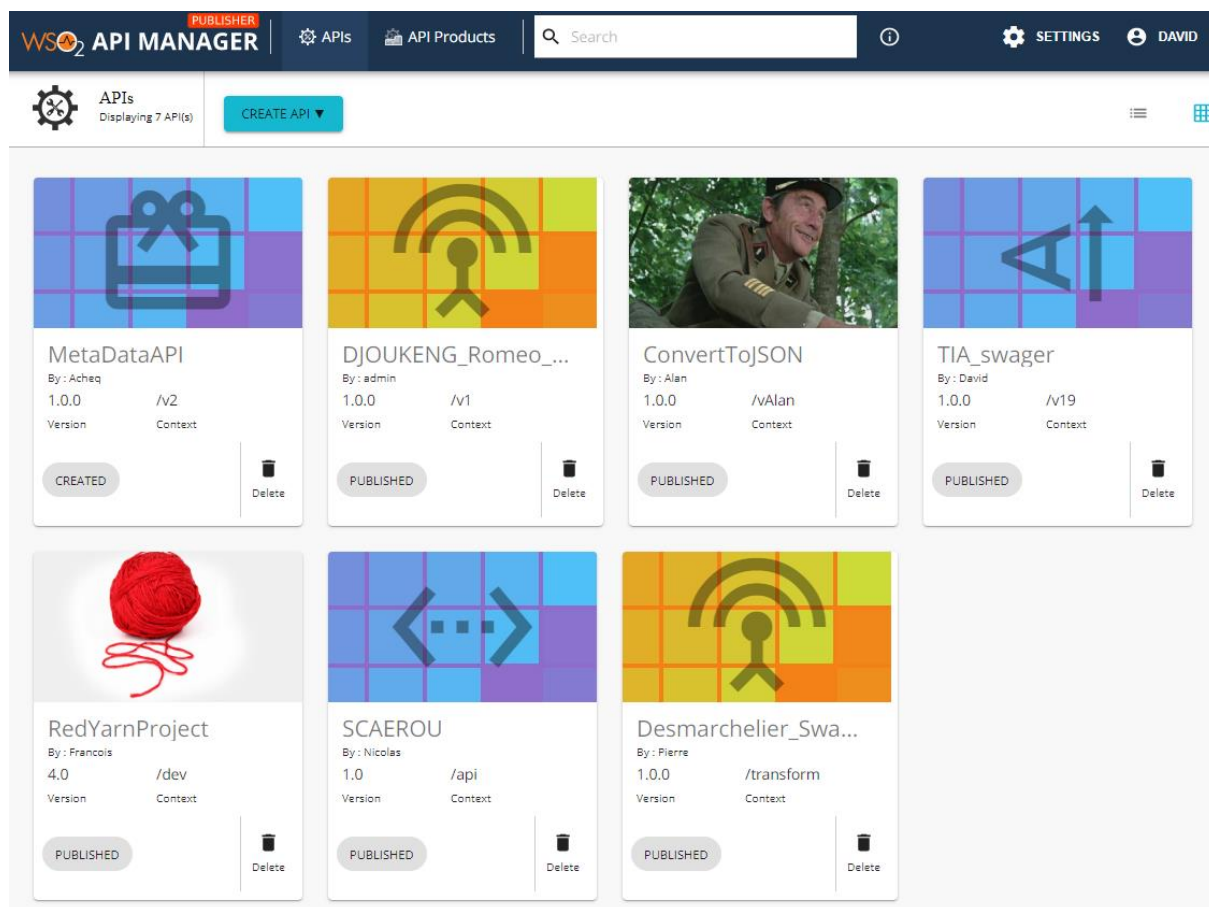 PUBLISHER
WSO2 API MANAGER
APIs
API Products
Search
SETTINGS
DAVID
APIs
Displaying 7 API(s)
CREATE API ▼
MetaDataAPI
By : Acheq
1.0.0 /v2
Version Context
CREATED
Delete
DJOUKENG_Romeo_...
By : admin
1.0.0 /v1
Version Context
PUBLISHED
Delete
ConvertToJSON
By : Alan
1.0.0 /vAlan
Version Context
PUBLISHED
Delete
TIA_swager
By : David
1.0.0 /v19
Version Context
PUBLISHED
Delete
RedYarnProject
By : Francois
4.0 /dev
Version Context
PUBLISHED
Delete
SCAEROU
By : Nicolas
1.0 /api
Version Context
PUBLISHED
Delete
Desmarchelier_Swa...
By : Pierre
1.0.0 /transform
Version Context
PUBLISHED
Delete